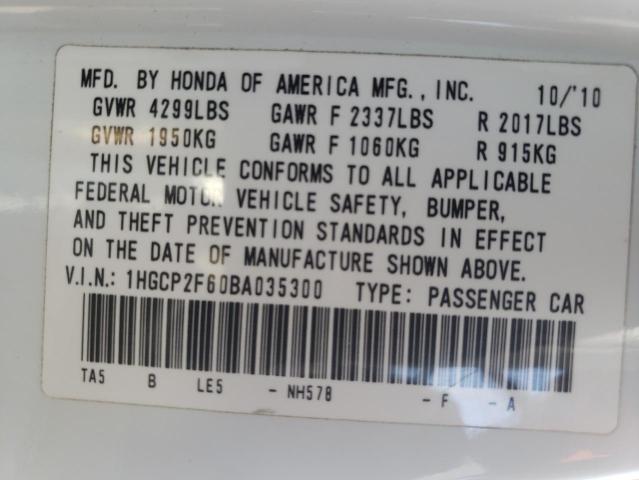 MFD. BY HONDA OF AMERICA MFG., INC. 10/'10
GVWR 4299LBS GAWR F 2337LBS R 2017LBS
GVWR 1950KG GAWR F 1060KG R 915KG
THIS VEHICLE CONFORMS TO ALL APPLICABLE
FEDERAL MOTOR VEHICLE SAFETY, BUMPER,
AND THEFT PREVENTION STANDARDS IN EFFECT
ON THE DATE OF MANUFACTURE SHOWN ABOVE.
V.I.N.: 1HGCP2F60BA035300 TYPE: PASSENGER CAR
TA5 B LE5 - NH578 - F - A